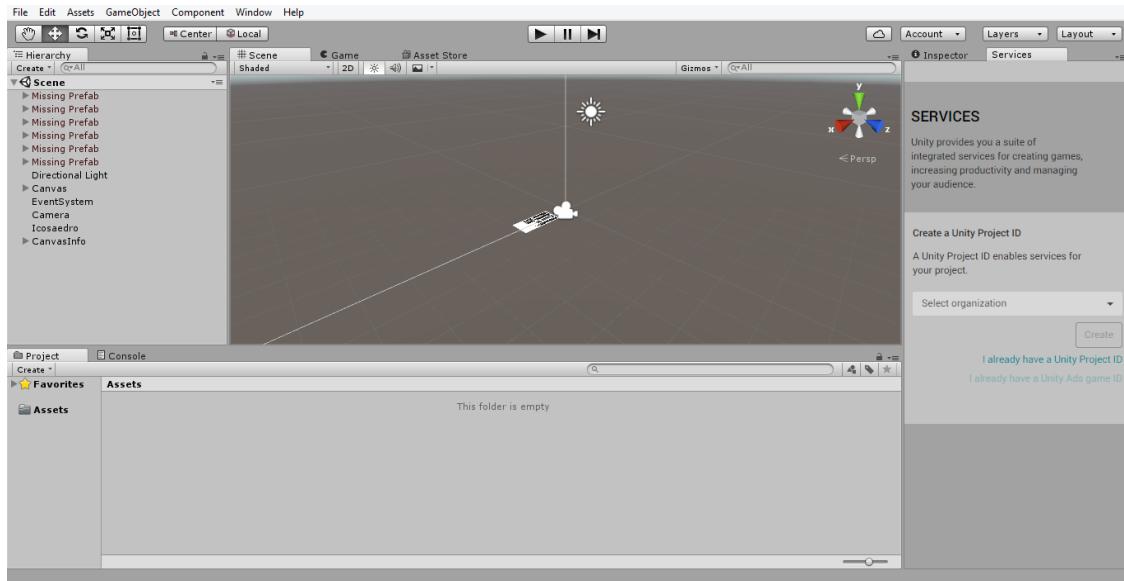 File Edit Assets GameObject Component Window Help
Center Local Account Layers Layout
Hierarchy
Create All
Scene
Missing Prefab
Missing Prefab
Missing Prefab
Missing Prefab
Missing Prefab
Missing Prefab
Directional Light
Canvas
EventSystem
Camera
Icosaedro
CanvasInfo
Scene Game Asset Store
Shaded 2D Gizmos All
y
x z
Persp
Inspector Services
SERVICES
Unity provides you a suite of
integrated services for creating games,
increasing productivity and managing
your audience.
Create a Unity Project ID
A Unity Project ID enables services for
your project.
Select organization
Create
I already have a Unity Project ID
I already have a Unity Ads game ID
Project Console
Create
Favorites
Assets
Assets
This folder is empty